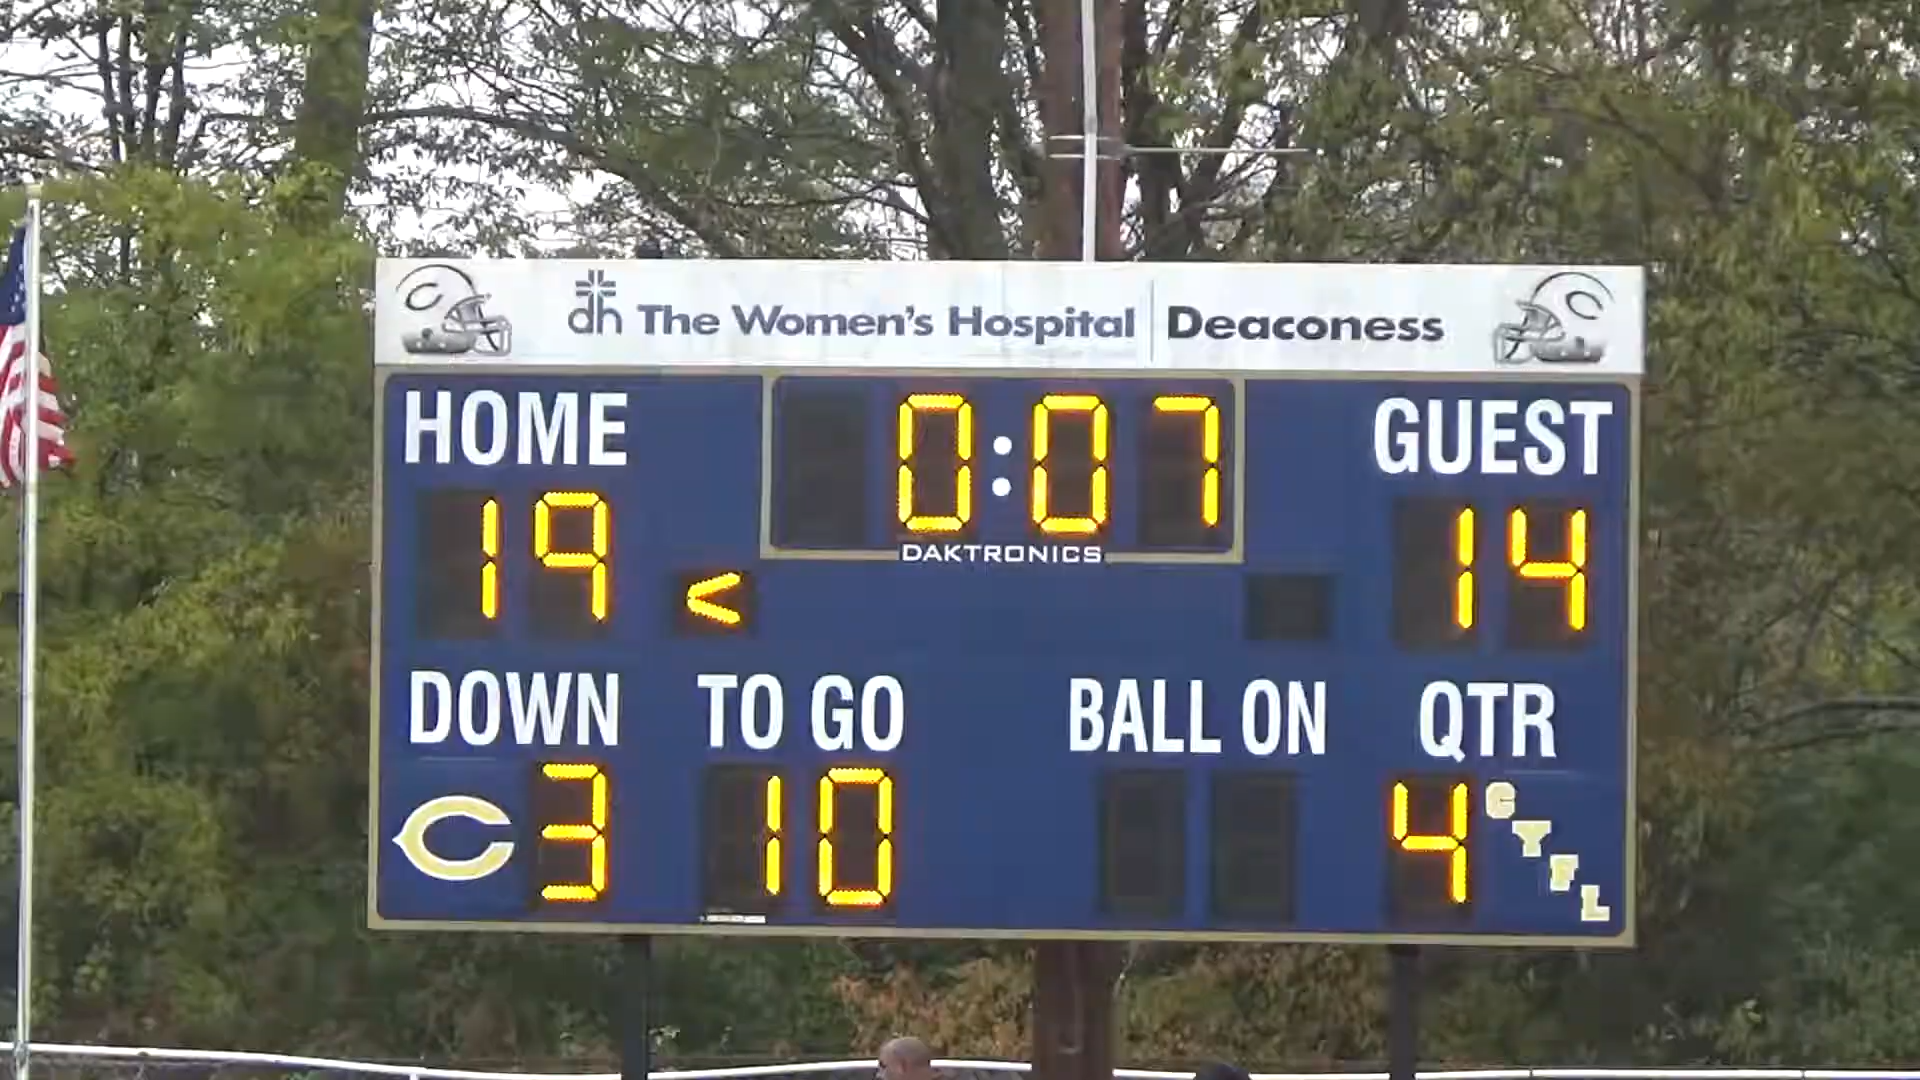 dh The Women's Hospital Deaconess
HOME 0:07 GUEST
19 < 14
DAKTRONICS
DOWN TO GO BALL ON QTR
C 3 10 4 CYFL